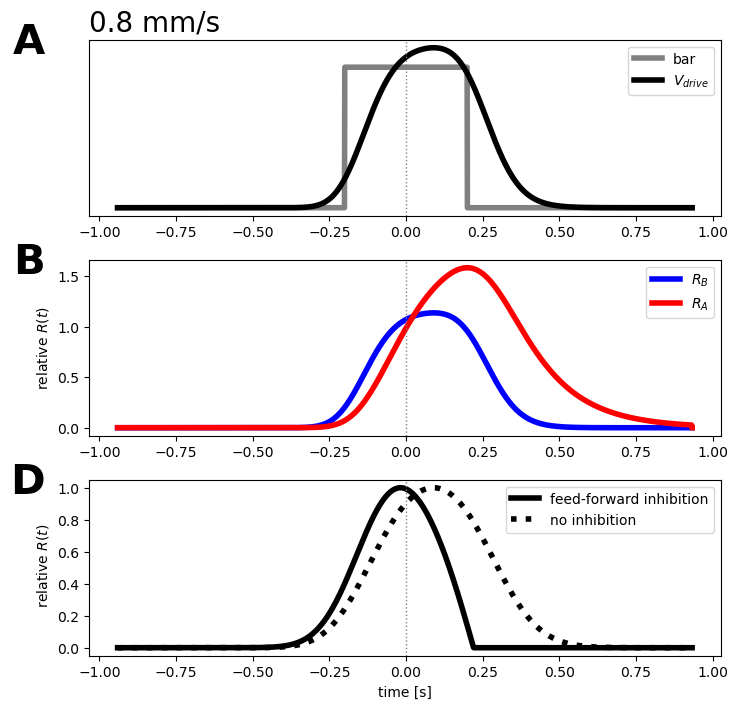 0.8 mm/s
A
bar
V_drive
−1.00 −0.75 −0.50 −0.25 0.00 0.25 0.50 0.75 1.00
B
relative R(t)
1.5
1.0
0.5
0.0
R_B
R_A
−1.00 −0.75 −0.50 −0.25 0.00 0.25 0.50 0.75 1.00
D
relative R(t)
1.0
0.8
0.6
0.4
0.2
0.0
feed-forward inhibition
no inhibition
−1.00 −0.75 −0.50 −0.25 0.00 0.25 0.50 0.75 1.00
time [s]